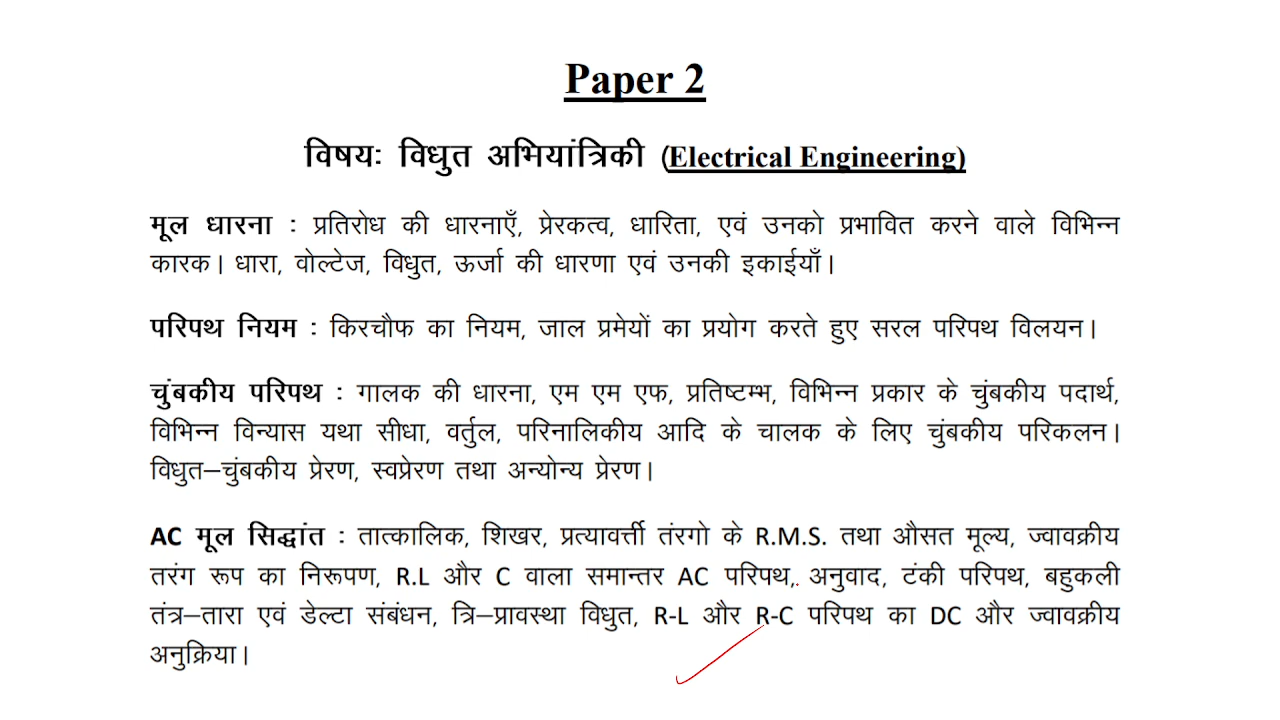 Paper 2
विषयः विधुत अभियांत्रिकी (Electrical Engineering)
मूल धारना : प्रतिरोध की धारनाएँ, प्रेरकत्व, धारिता, एवं उनको प्रभावित करने वाले विभिन्न
कारक। धारा, वोल्टेज, विधुत, ऊर्जा की धारणा एवं उनकी इकाईयाँ।
परिपथ नियम : किरचौफ का नियम, जाल प्रमेयों का प्रयोग करते हुए सरल परिपथ विलयन।
चुंबकीय परिपथ : गालक की धारना, एम एम एफ, प्रतिष्टम्भ, विभिन्न प्रकार के चुंबकीय पदार्थ,
विभिन्न विन्यास यथा सीधा, वर्तुल, परिनालिकीय आदि के चालक के लिए चुंबकीय परिकलन।
विधुत–चुंबकीय प्रेरण, स्वप्रेरण तथा अन्योन्य प्रेरण।
AC मूल सिद्धांत : तात्कालिक, शिखर, प्रत्यावर्त्ती तंरगो के R.M.S. तथा औसत मूल्य, ज्वावक्रीय
तरंग रूप का निरूपण, R.L और C वाला समान्तर AC परिपथ, अनुवाद, टंकी परिपथ, बहुकली
तंत्र–तारा एवं डेल्टा संबंधन, त्रि–प्रावस्था विधुत, R-L और R-C परिपथ का DC और ज्वावक्रीय
अनुक्रिया।